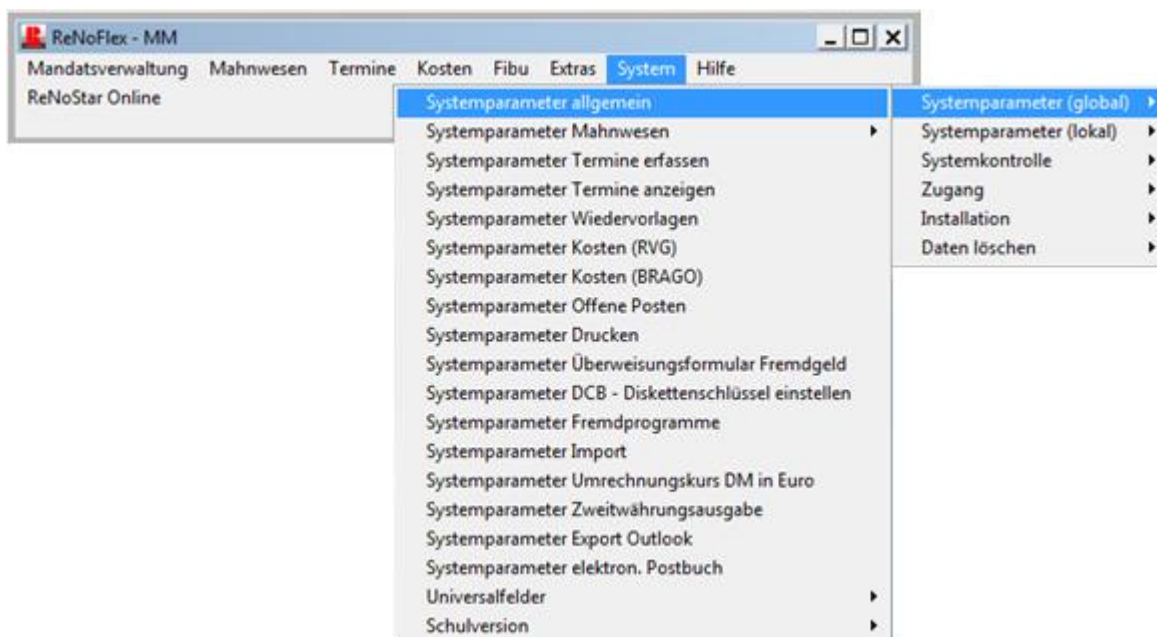 ReNoFlex - MM
Mandatsverwaltung Mahnwesen Termine Kosten Fibu Extras System Hilfe
ReNoStar Online
Systemparameter allgemein
Systemparameter Mahnwesen
Systemparameter Termine erfassen
Systemparameter Termine anzeigen
Systemparameter Wiedervorlagen
Systemparameter Kosten (RVG)
Systemparameter Kosten (BRAGO)
Systemparameter Offene Posten
Systemparameter Drucken
Systemparameter Überweisungsformular Fremdgeld
Systemparameter DCB - Diskettenschlüssel einstellen
Systemparameter Fremdprogramme
Systemparameter Import
Systemparameter Umrechnungskurs DM in Euro
Systemparameter Zweitwährungsausgabe
Systemparameter Export Outlook
Systemparameter elektron. Postbuch
Universalfelder
Schulversion
Systemparameter (global)
Systemparameter (lokal)
Systemkontrolle
Zugang
Installation
Daten löschen